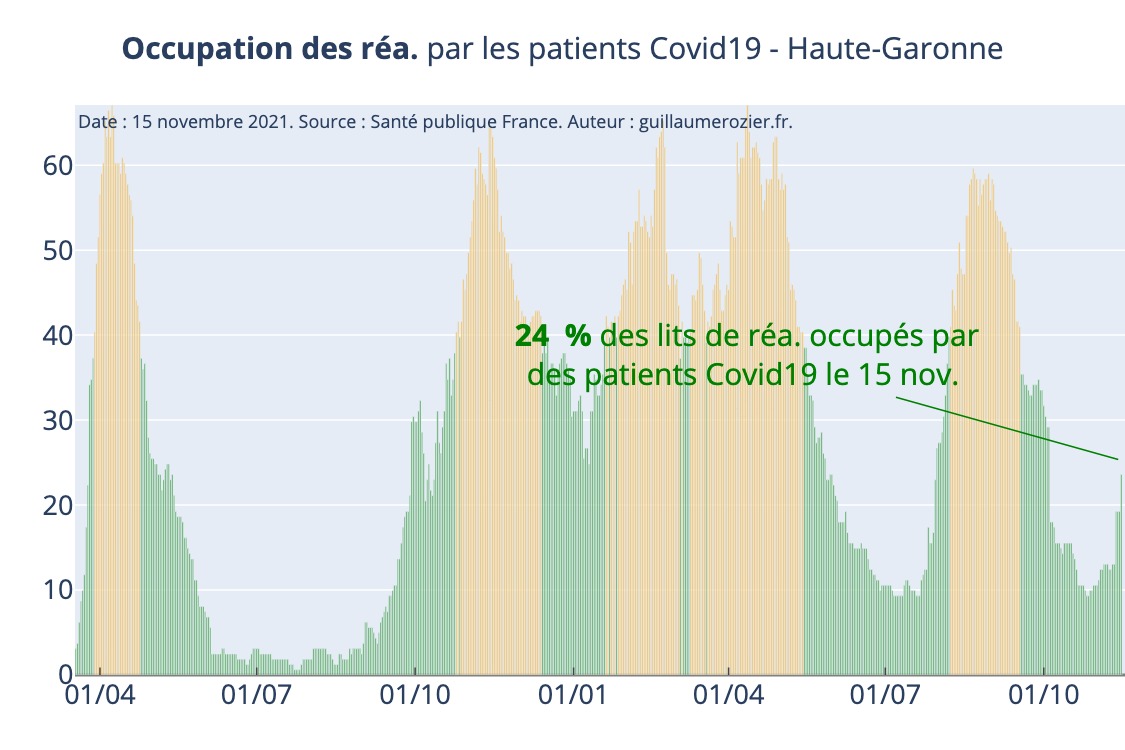 Occupation des réa. par les patients Covid19 - Haute-Garonne
Date : 15 novembre 2021. Source : Santé publique France. Auteur : guillaumerozier.fr.
60
50
40
24 % des lits de réa. occupés par
des patients Covid19 le 15 nov.
30
20
10
0
01/04 01/07 01/10 01/01 01/04 01/07 01/10